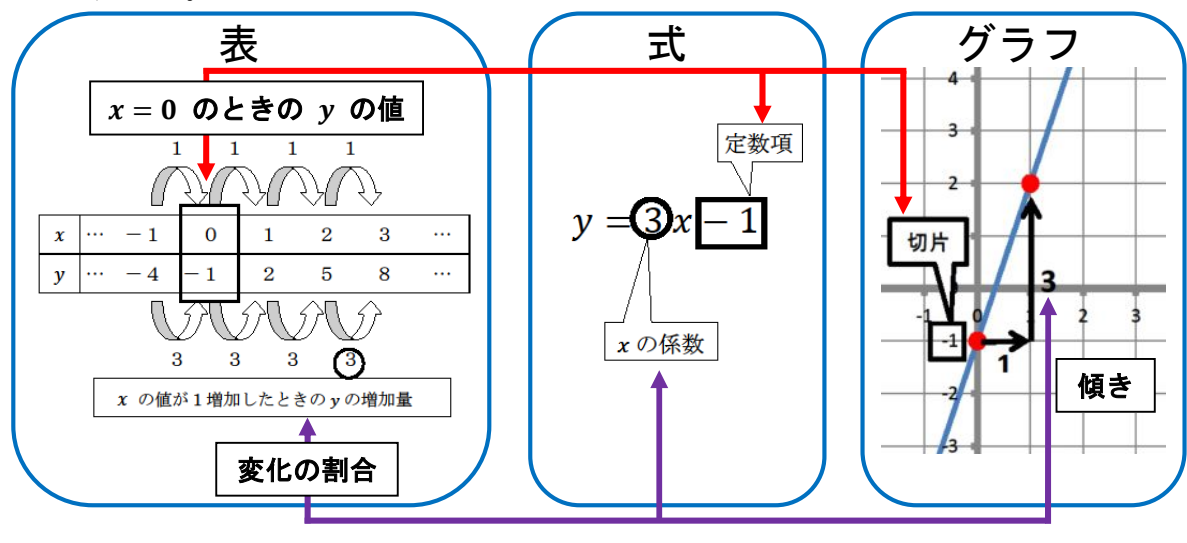 表
x = 0 のときの y の値
1 1 1 1
x … －1 0 1 2 3 …
y … －4 －1 2 5 8 …
3 3 3 3
x の値が1増加したときの y の増加量
変化の割合
式
定数項
y = 3x － 1
x の係数
グラフ
4
3
2
切片
3
-1 0 1 2 3
-1
1
傾き
-2
-3